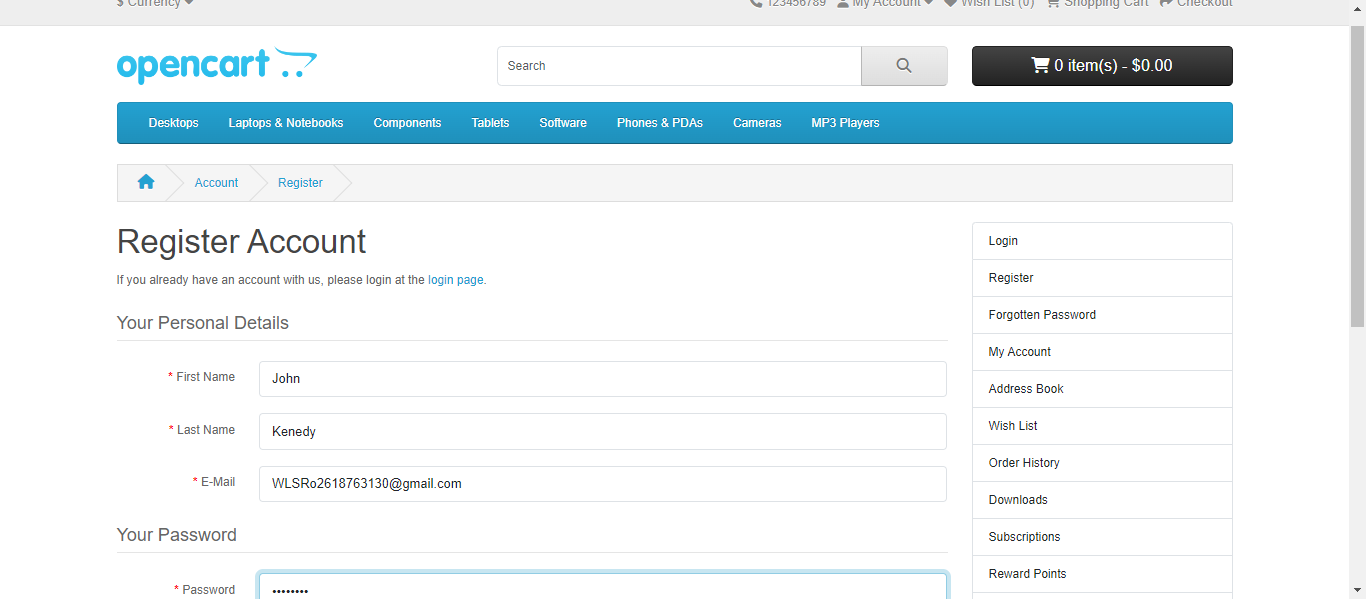 $ Currency 123456789 My Account Wish List (0) Shopping Cart Checkout
opencart
Search
0 item(s) - $0.00
Desktops Laptops & Notebooks Components Tablets Software Phones & PDAs Cameras MP3 Players
Account Register
Register Account
If you already have an account with us, please login at the login page.
Your Personal Details
* First Name John
* Last Name Kenedy
* E-Mail WLSRo2618763130@gmail.com
Your Password
* Password ••••••••
Login
Register
Forgotten Password
My Account
Address Book
Wish List
Order History
Downloads
Subscriptions
Reward Points